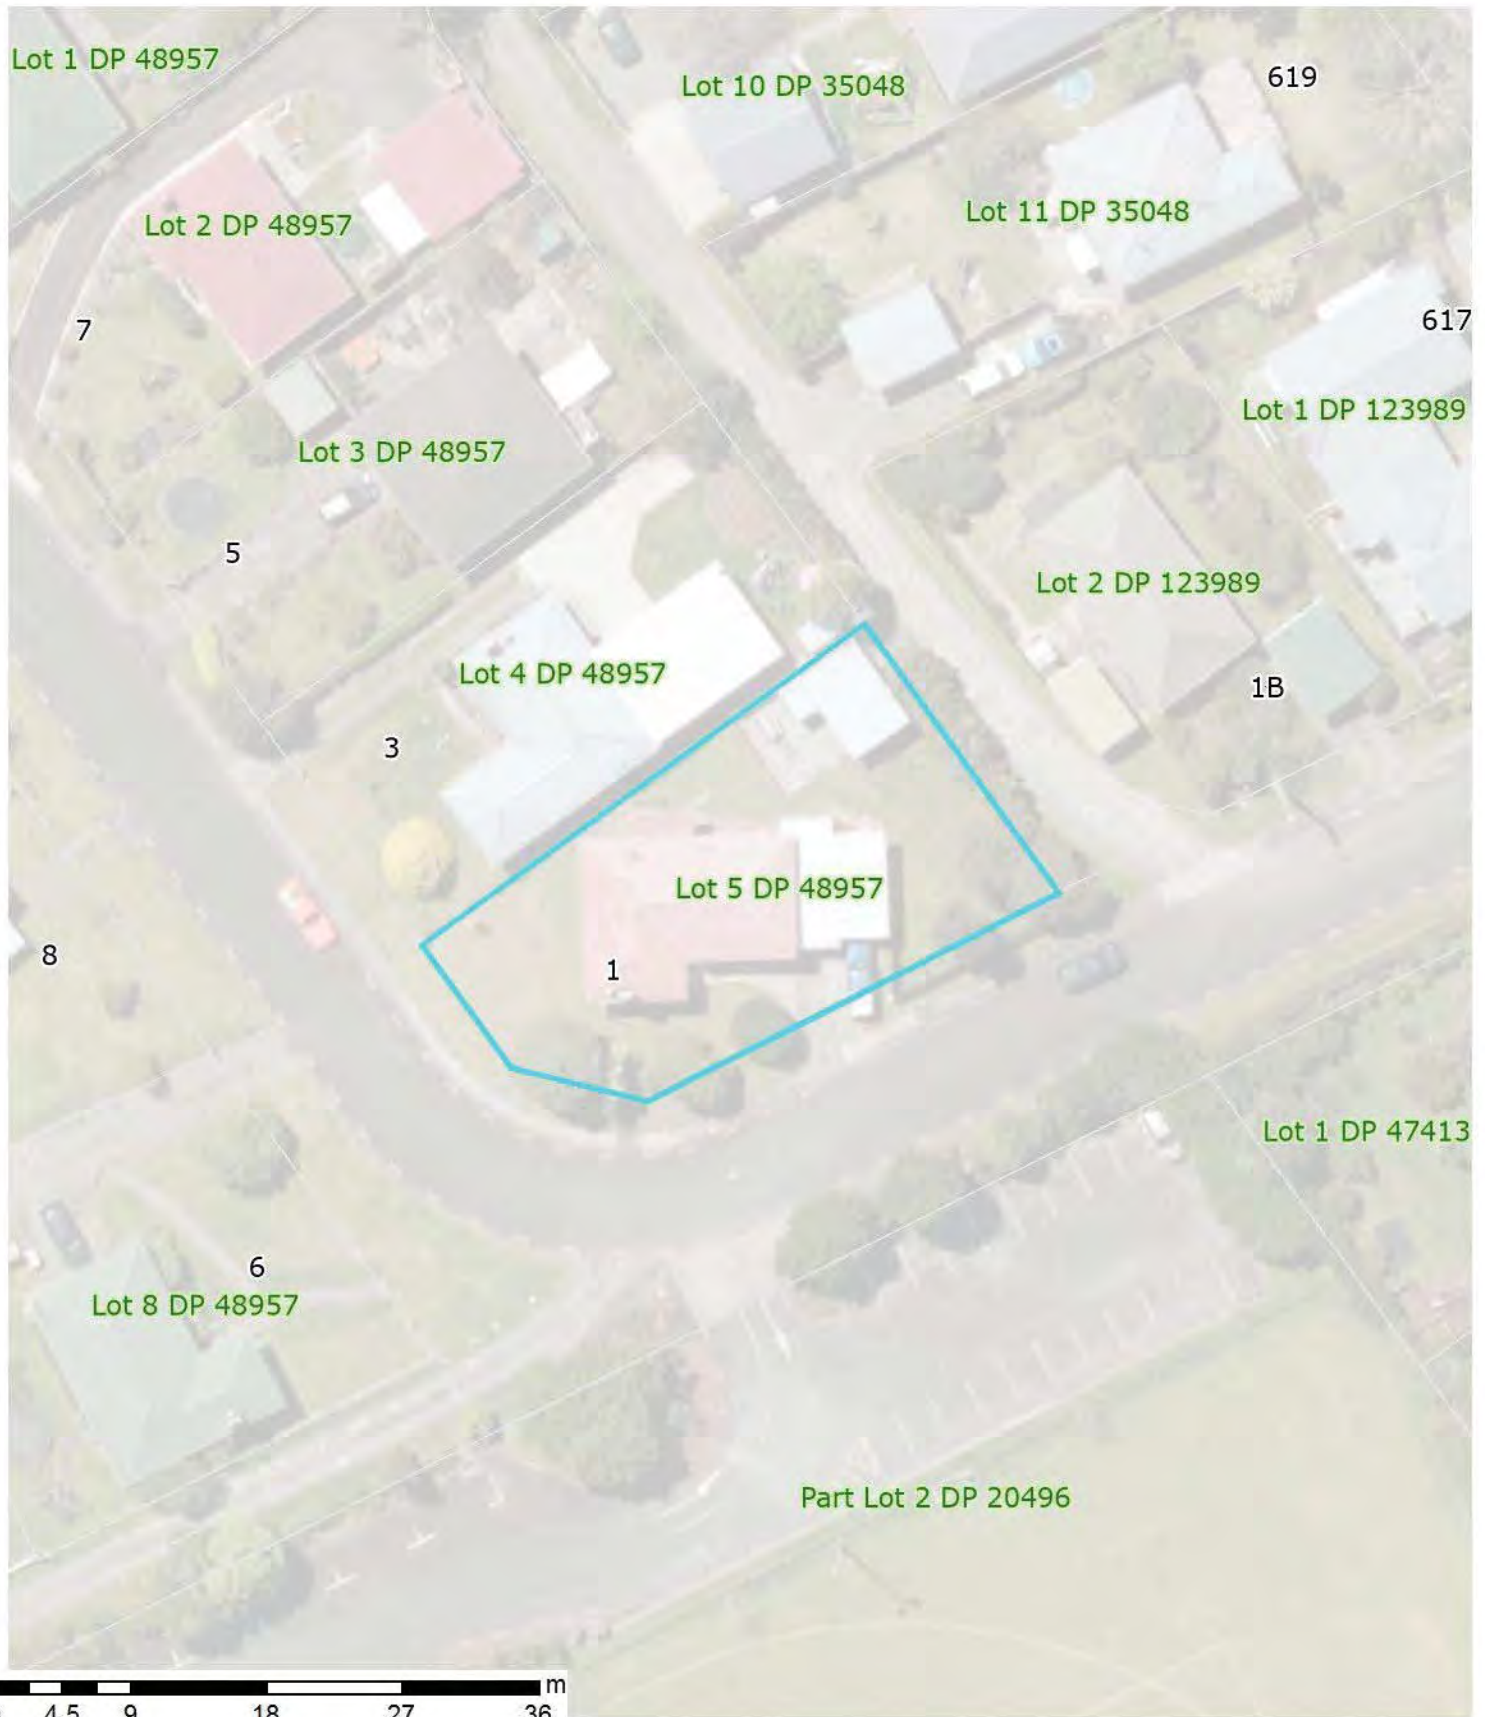 Lot 1 DP 48957
Lot 10 DP 35048
619
Lot 2 DP 48957
Lot 11 DP 35048
7
617
Lot 1 DP 123989
Lot 3 DP 48957
5
Lot 2 DP 123989
Lot 4 DP 48957
1B
3
Lot 5 DP 48957
8
1
Lot 1 DP 47413
6
Lot 8 DP 48957
Part Lot 2 DP 20496
m
4.5 9 18 27 36